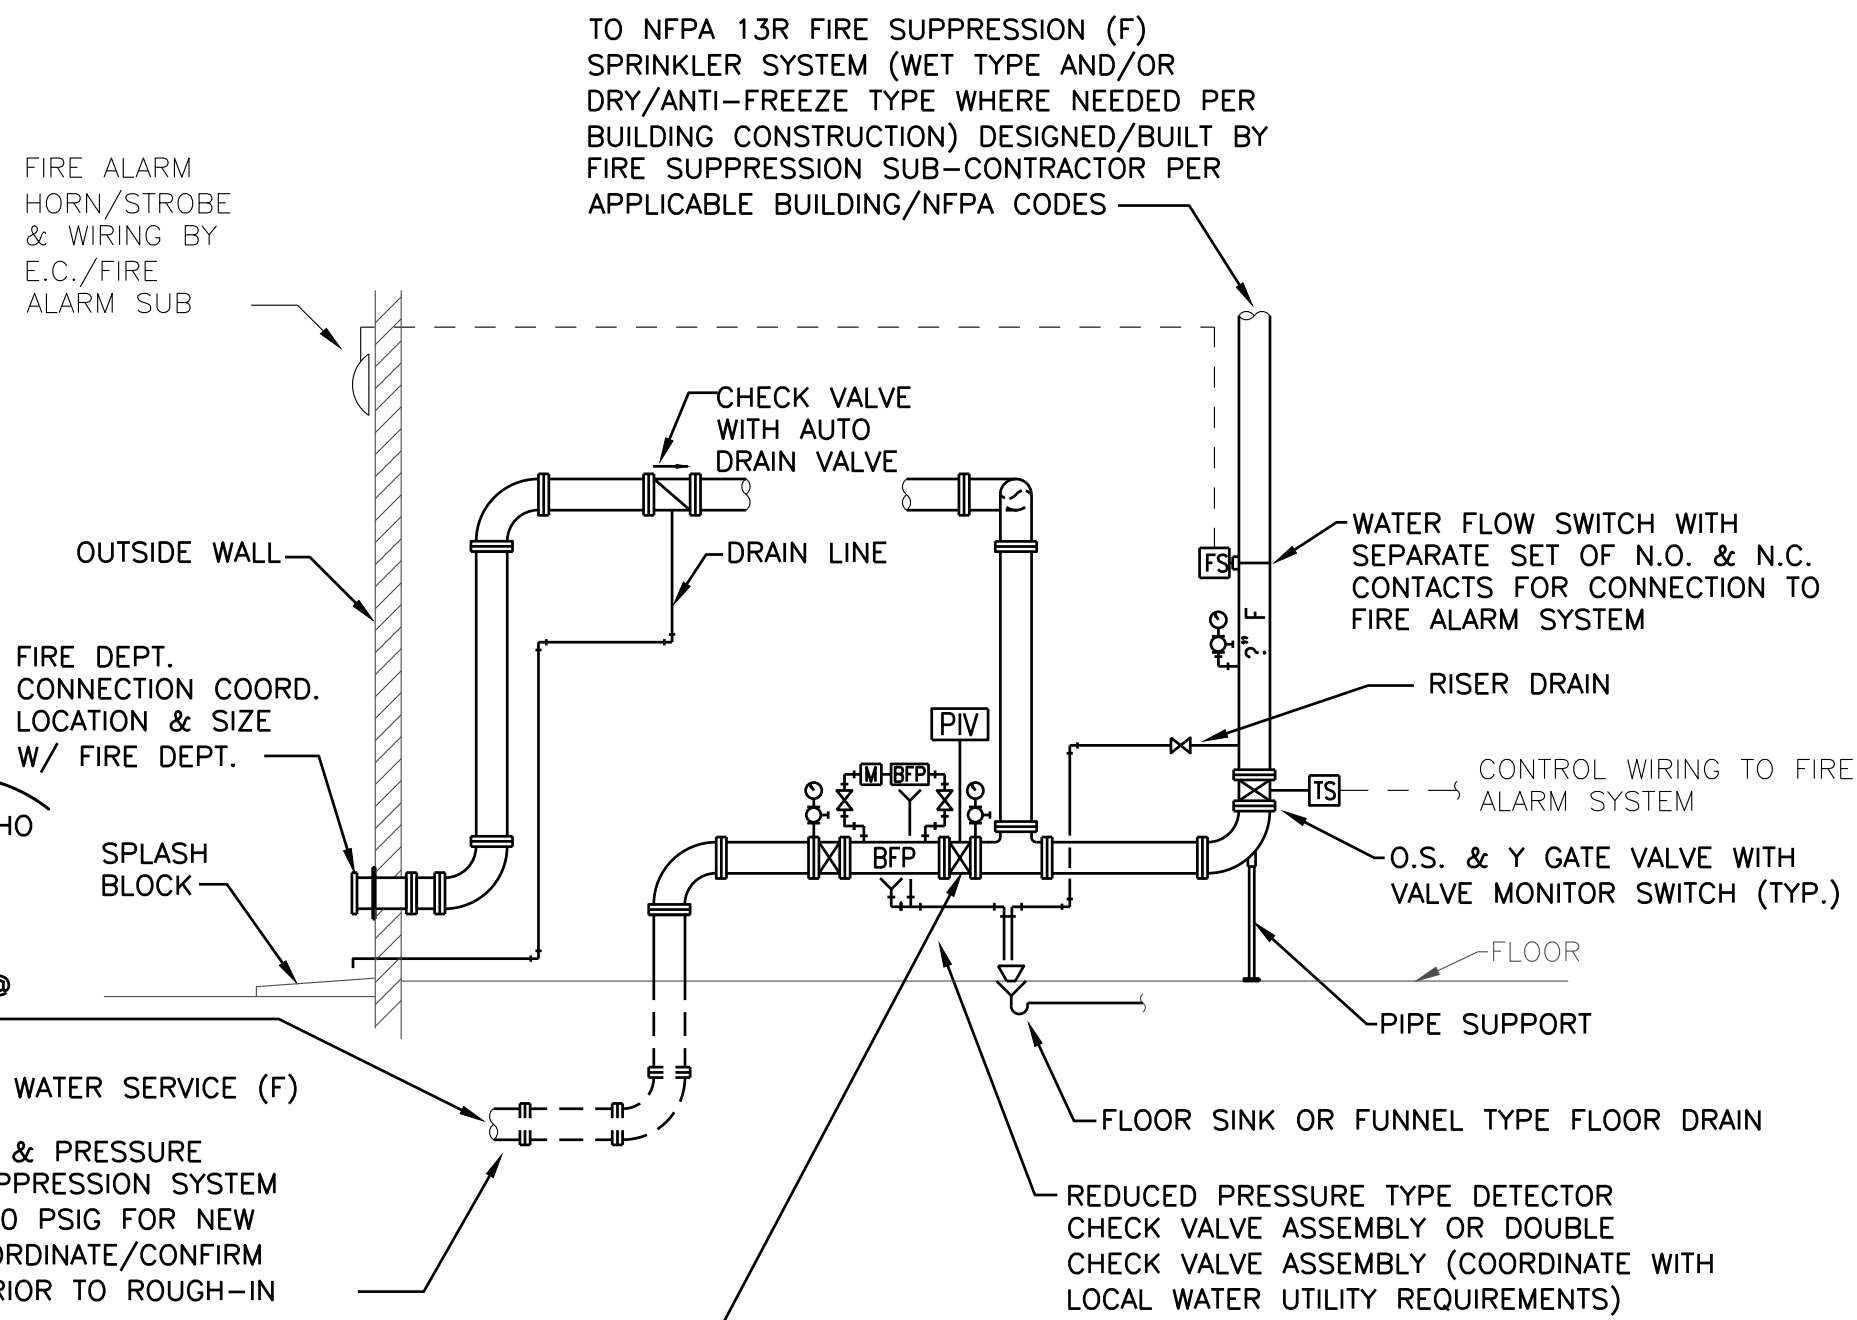 TO NFPA 13R FIRE SUPPRESSION (F)
SPRINKLER SYSTEM (WET TYPE AND/OR
DRY/ANTI-FREEZE TYPE WHERE NEEDED PER
BUILDING CONSTRUCTION) DESIGNED/BUILT BY
FIRE SUPPRESSION SUB-CONTRACTOR PER
APPLICABLE BUILDING/NFPA CODES
FIRE ALARM
HORN/STROBE
& WIRING BY
E.C./FIRE
ALARM SUB
CHECK VALVE
WITH AUTO
DRAIN VALVE
OUTSIDE WALL
DRAIN LINE
WATER FLOW SWITCH WITH
SEPARATE SET OF N.O. & N.C.
CONTACTS FOR CONNECTION TO
FIRE ALARM SYSTEM
FS
?" F
FIRE DEPT.
CONNECTION COORD.
LOCATION & SIZE
W/ FIRE DEPT.
RISER DRAIN
PIV
M
BFP
BFP
TS
CONTROL WIRING TO FIRE
ALARM SYSTEM
HO
SPLASH
BLOCK
O.S. & Y GATE VALVE WITH
VALVE MONITOR SWITCH (TYP.)
FLOOR
@
PIPE SUPPORT
WATER SERVICE (F)
FLOOR SINK OR FUNNEL TYPE FLOOR DRAIN
& PRESSURE
PPRESSION SYSTEM
0 PSIG FOR NEW
ORDINATE/CONFIRM
RIOR TO ROUGH-IN
REDUCED PRESSURE TYPE DETECTOR
CHECK VALVE ASSEMBLY OR DOUBLE
CHECK VALVE ASSEMBLY (COORDINATE WITH
LOCAL WATER UTILITY REQUIREMENTS)